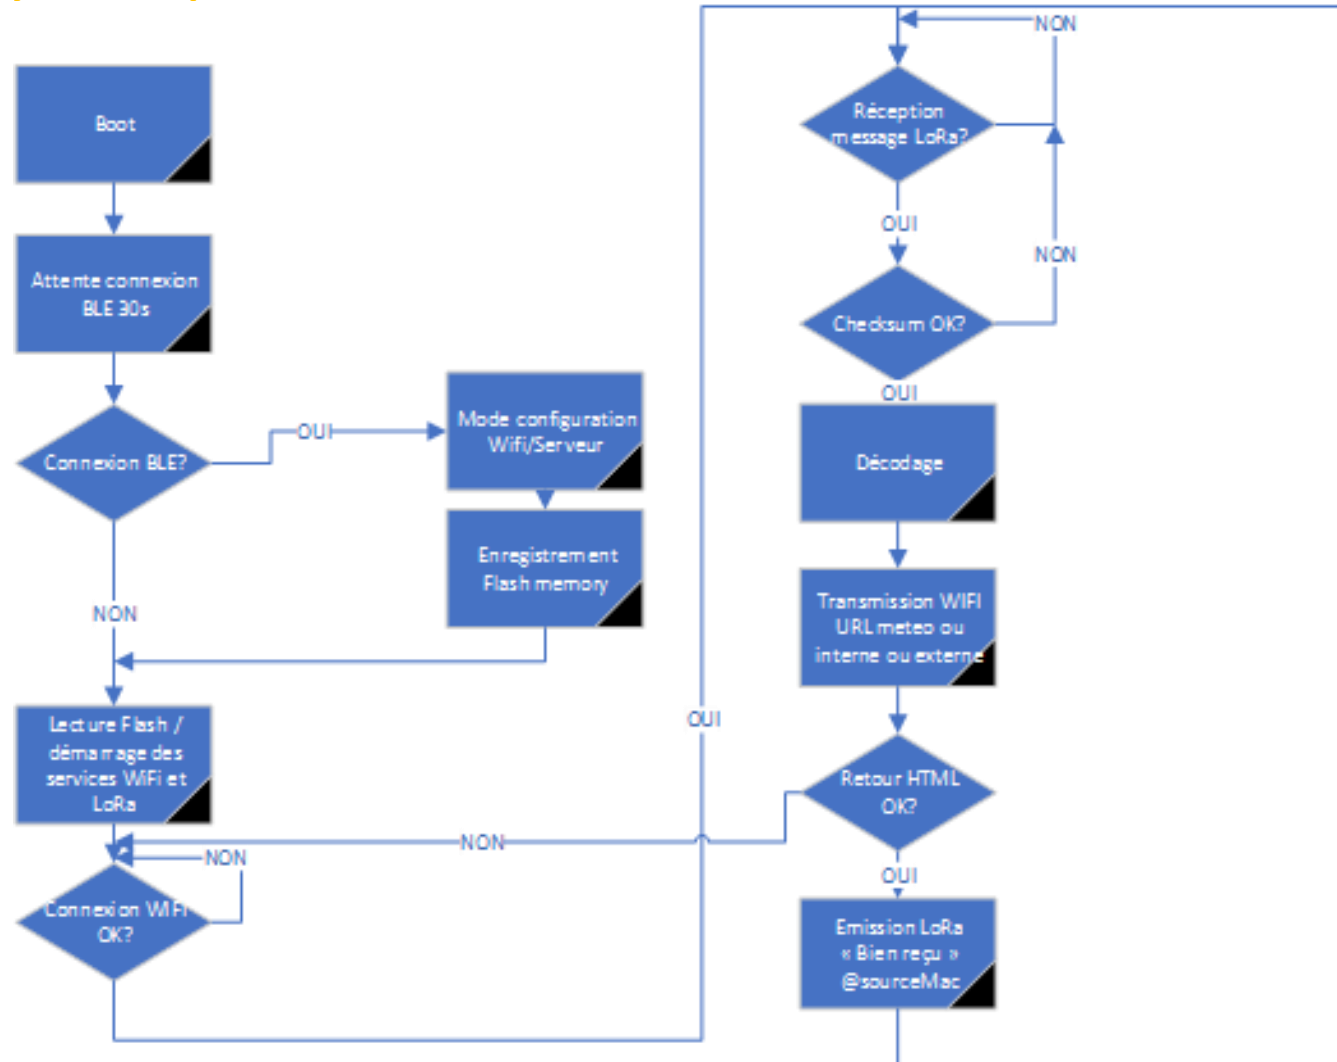 Boot
Attente connexion
BLE 30s
Connexion BLE?
OUI
Mode configuration
Wifi/Serveur
Enregistrement
Flash memory
NON
Lecture Flash /
démarrage des
services WiFi et
LoRa
NON
NON
Connexion WIFI
OK?
OUI
NON
Réception
message LoRa?
OUI
NON
Checksum OK?
OUI
Décodage
Transmission WIFI
URL meteo ou
interne ou externe
Retour HTML
OK?
OUI
Emission LoRa
« Bien reçu »
@sourceMac